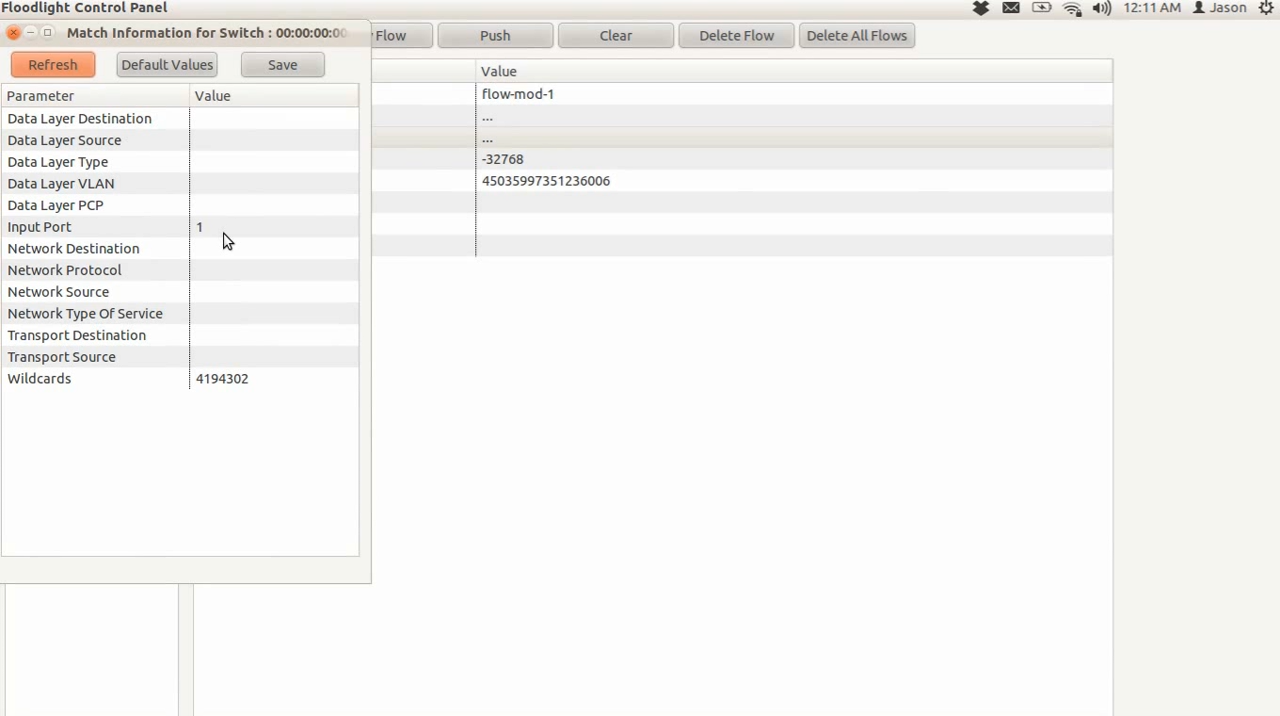 Floodlight Control Panel
12:11 AM Jason
Match Information for Switch : 00:00:00:00
Flow Push Clear Delete Flow Delete All Flows
Refresh Default Values Save
Parameter Value
Data Layer Destination
Data Layer Source
Data Layer Type
Data Layer VLAN
Data Layer PCP
Input Port 1
Network Destination
Network Protocol
Network Source
Network Type Of Service
Transport Destination
Transport Source
Wildcards 4194302
Value
flow-mod-1
...
...
-32768
45035997351236006